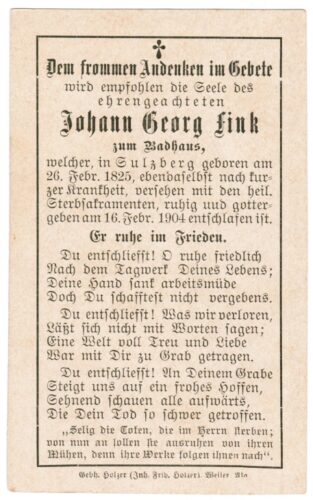 Dem frommen Andenken im Gebete
wird empfohlen die Seele des
ehrengeachteten
Johann Georg Fink
zum Badhaus,
welcher, in Sulzberg geboren am
26. Febr. 1825, ebendaselbst nach kur-
zer Krankheit, versehen mit den heil.
Sterbsakramenten, ruhig und gotter-
geben am 16. Febr. 1904 entschlafen ist.
Er ruhe im Frieden.
Du entschliefst! O ruhe friedlich
Nach dem Tagwerk Deines Lebens;
Deine Hand sank arbeitsmüde
Doch Du schafftest nicht vergebens.
Du entschliefst! Was wir verloren,
Läßt sich nicht mit Worten sagen;
Eine Welt voll Treu und Liebe
War mit Dir zu Grab getragen.
Du entschliefst! An Deinem Grabe
Steigt uns auf ein frohes Hoffen,
Sehnend schauen alle aufwärts,
Die Dein Tod so schwer getroffen.
„Selig die Toten, die im Herrn sterben;
von nun an sollen sie ausruhen von ihren
Mühen, denn ihre Werke folgen ihnen nach".
Gebh. Holzer (Inh. Frid. Holzer). Weiler